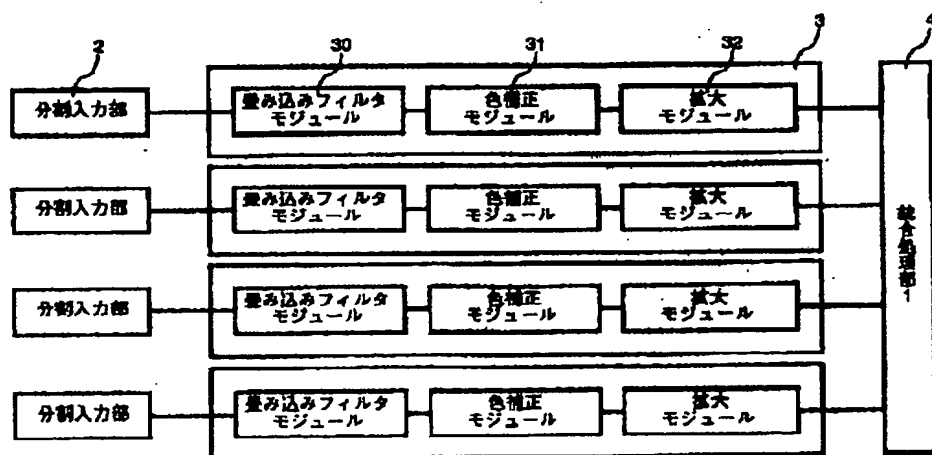 2
30
31
32
3
4
分割入力部
畳み込みフィルタ
モジュール
色補正
モジュール
拡大
モジュール
分割入力部
畳み込みフィルタ
モジュール
色補正
モジュール
拡大
モジュール
分割入力部
畳み込みフィルタ
モジュール
色補正
モジュール
拡大
モジュール
分割入力部
畳み込みフィルタ
モジュール
色補正
モジュール
拡大
モジュール
統合処理部1